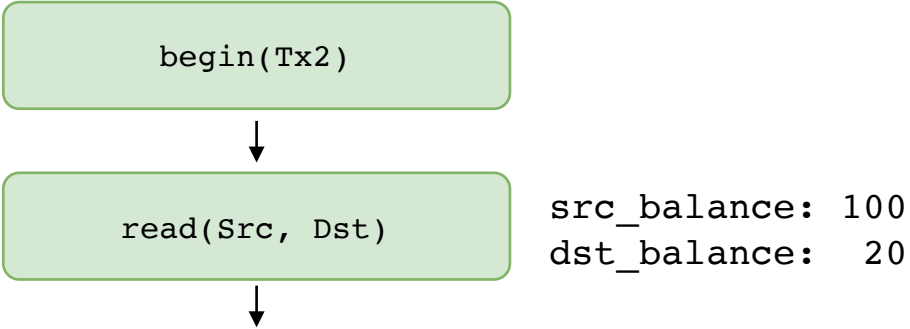 begin(Tx2)
read(Src, Dst)
src_balance: 100
dst_balance:  20